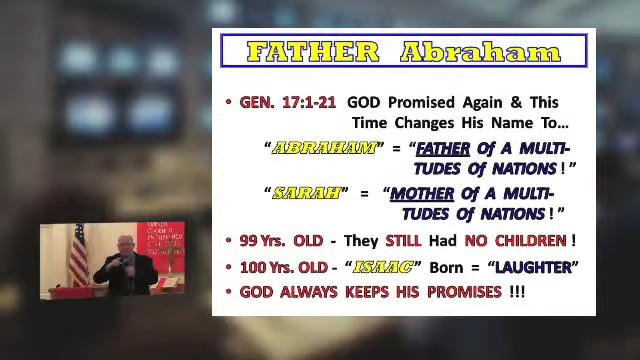 FATHER Abraham
• GEN. 17:1-21 GOD Promised Again & This
Time Changes His Name To...
“ABRAHAM” = “FATHER Of A MULTI-
TUDES OF NATIONS!”
“SARAH” = “MOTHER Of A MULTI-
TUDES OF NATIONS!”
• 99 Yrs. OLD - They STILL Had NO CHILDREN!
• 100 Yrs. OLD - “ISAAC” Born = “LAUGHTER”
• GOD ALWAYS KEEPS HIS PROMISES !!!